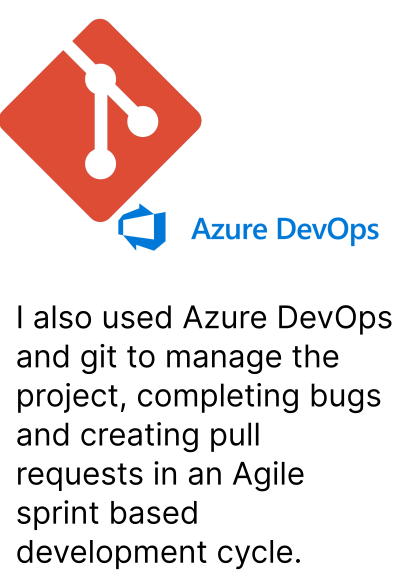 Azure DevOps
I also used Azure DevOps
and git to manage the
project, completing bugs
and creating pull
requests in an Agile
sprint based
development cycle.